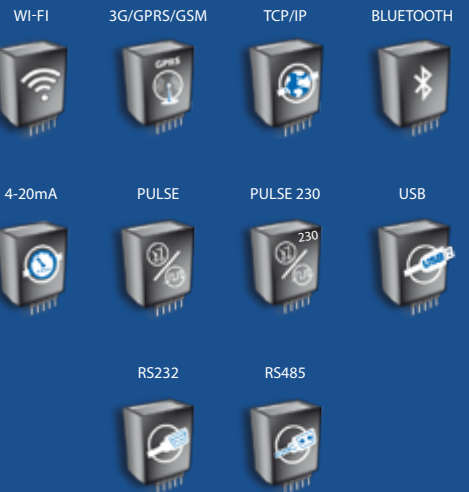 WI-FI 3G/GPRS/GSM TCP/IP BLUETOOTH
GPRS
4-20mA PULSE PULSE 230 USB
230
USB
RS232 RS485